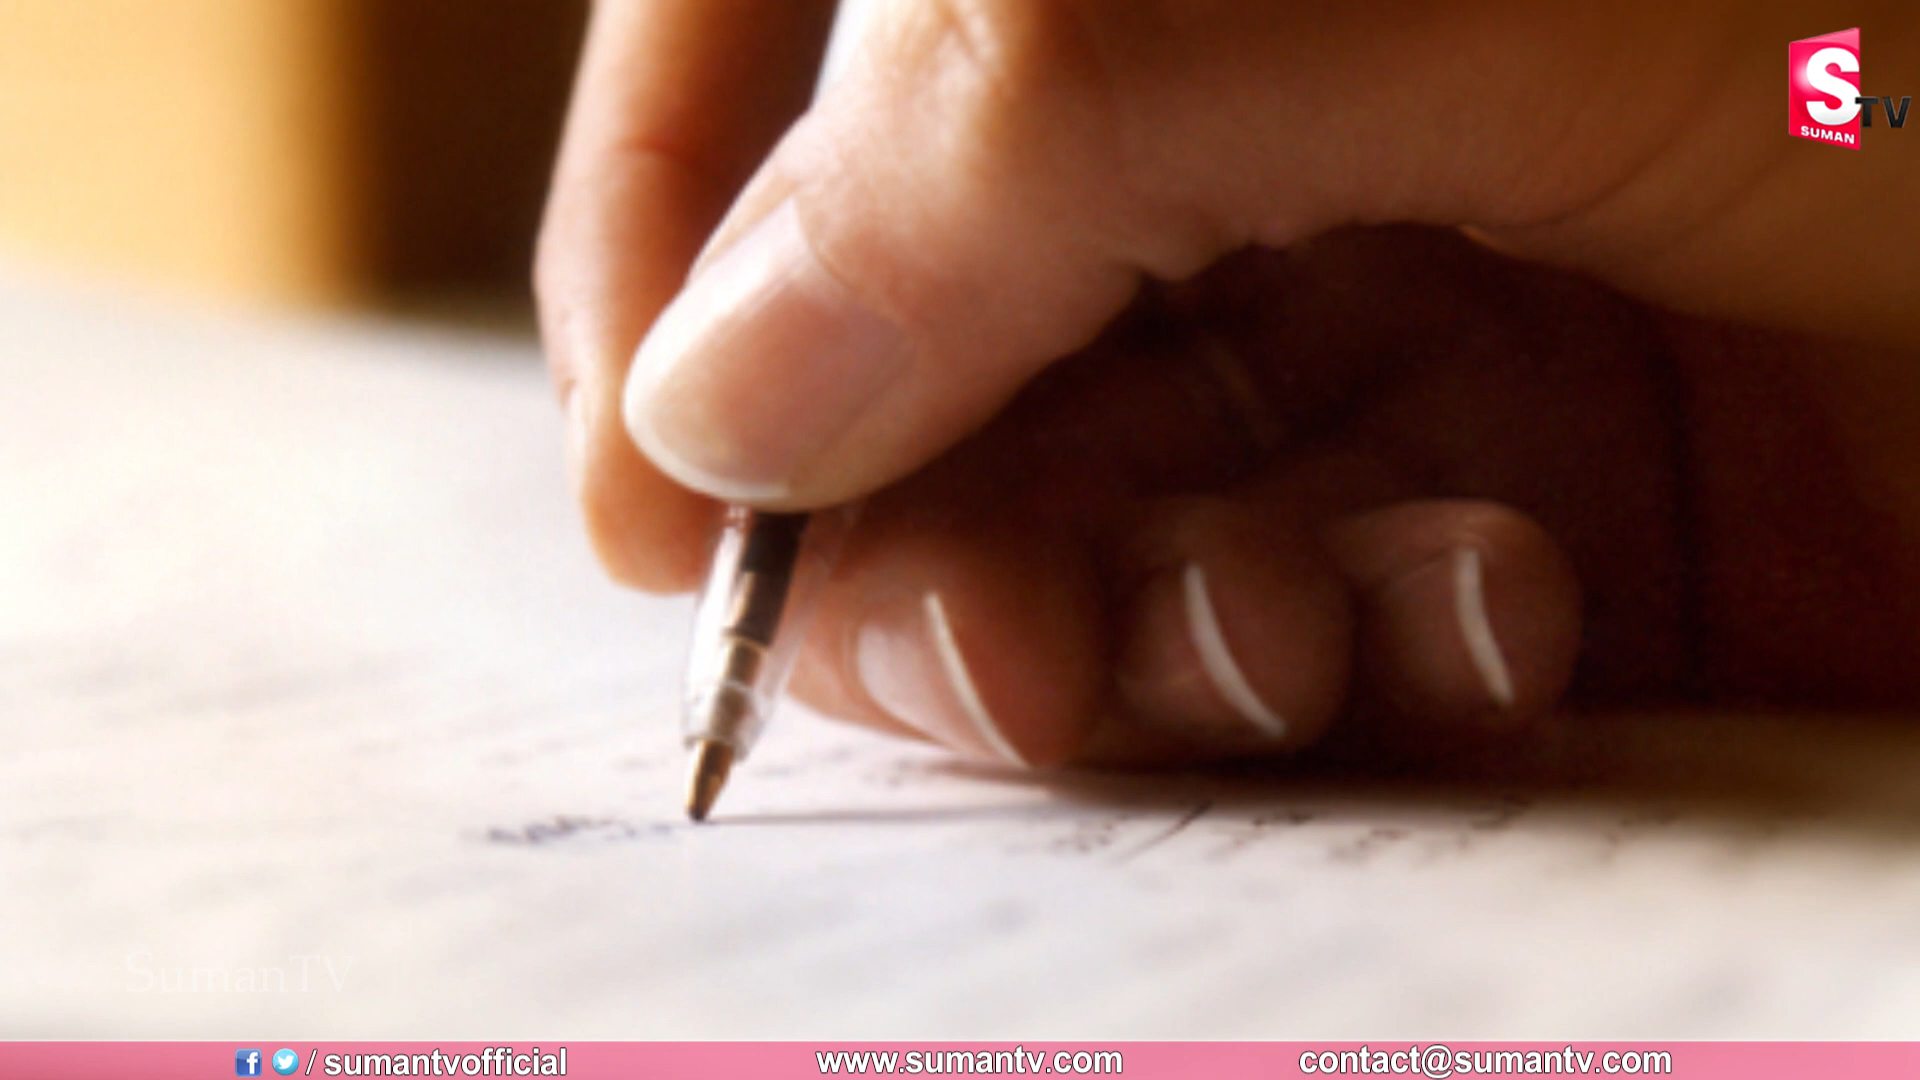 S
TV
SUMAN
SumanTV
/ sumantvofficial
www.sumantv.com
contact@sumantv.com